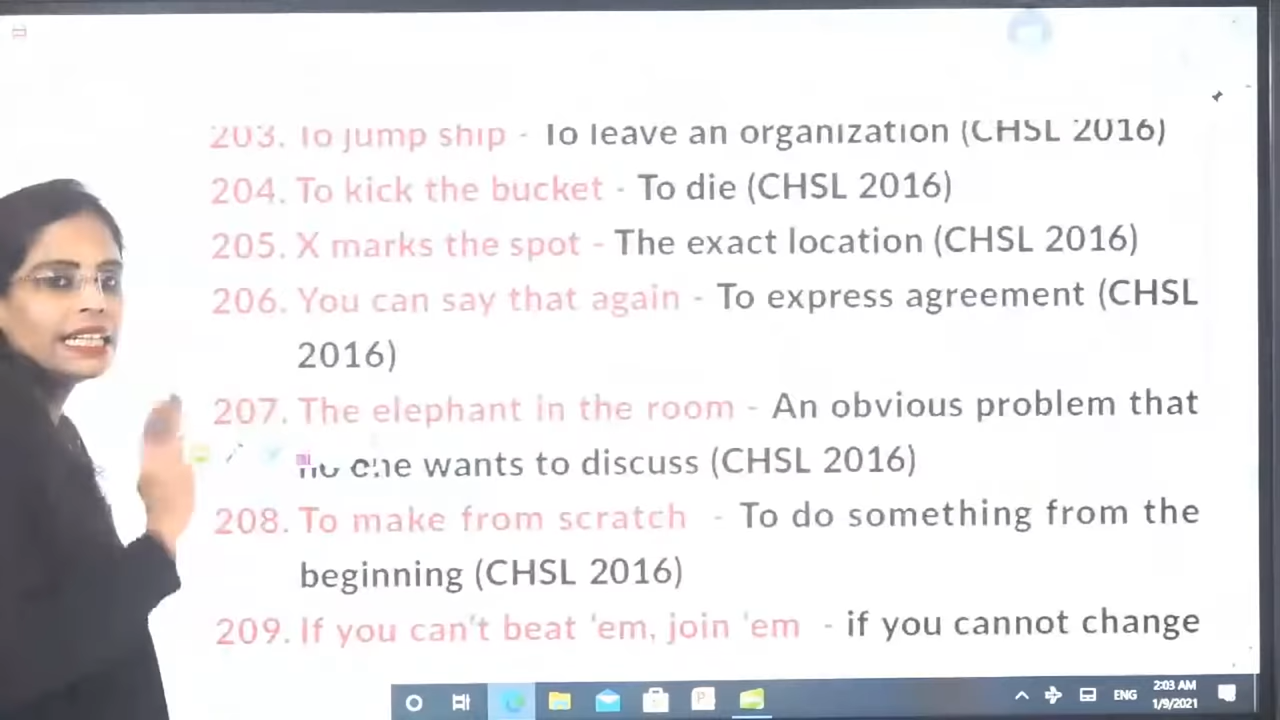 203. To jump ship - To leave an organization (CHSL 2016)
204. To kick the bucket - To die (CHSL 2016)
205. X marks the spot - The exact location (CHSL 2016)
206. You can say that again - To express agreement (CHSL
2016)
207. The elephant in the room - An obvious problem that
no one wants to discuss (CHSL 2016)
208. To make from scratch - To do something from the
beginning (CHSL 2016)
209. If you can't beat 'em, join 'em - if you cannot change
ENG
2:03 AM
1/9/2021